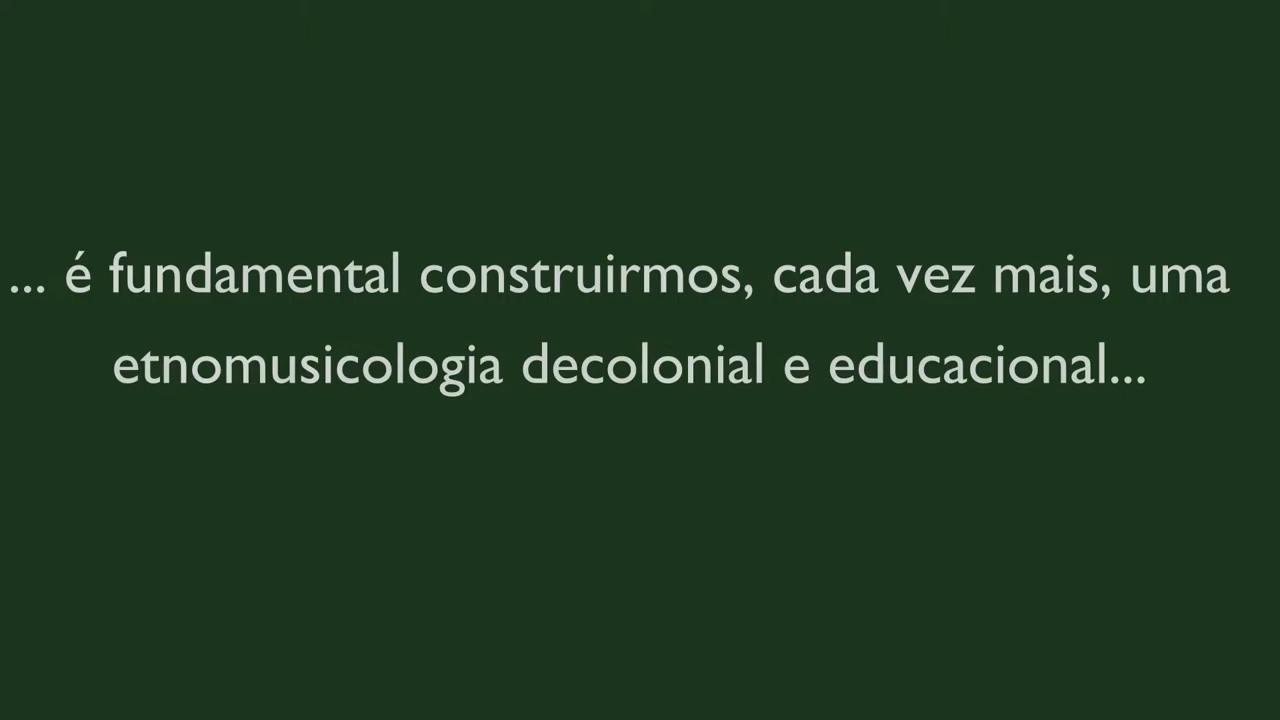 ... é fundamental construirmos, cada vez mais, uma
etnomusicologia decolonial e educacional...